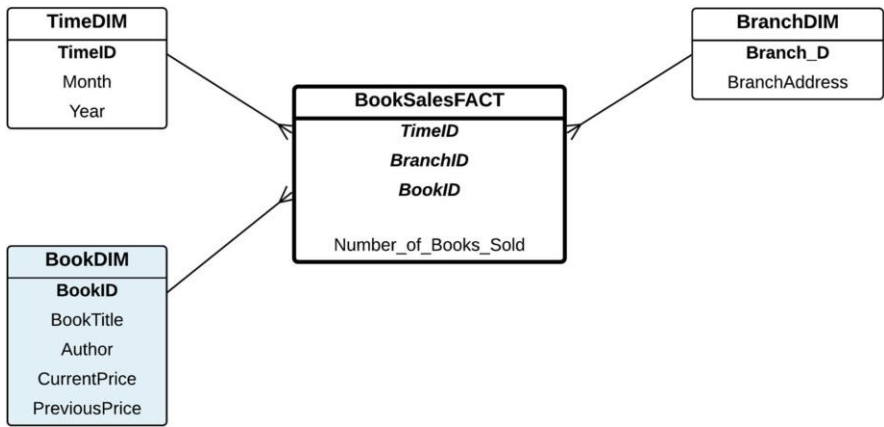 TimeDIM
TimeID
Month
Year
BranchDIM
Branch_D
BranchAddress
BookSalesFACT
TimeID
BranchID
BookID
Number_of_Books_Sold
BookDIM
BookID
BookTitle
Author
CurrentPrice
PreviousPrice